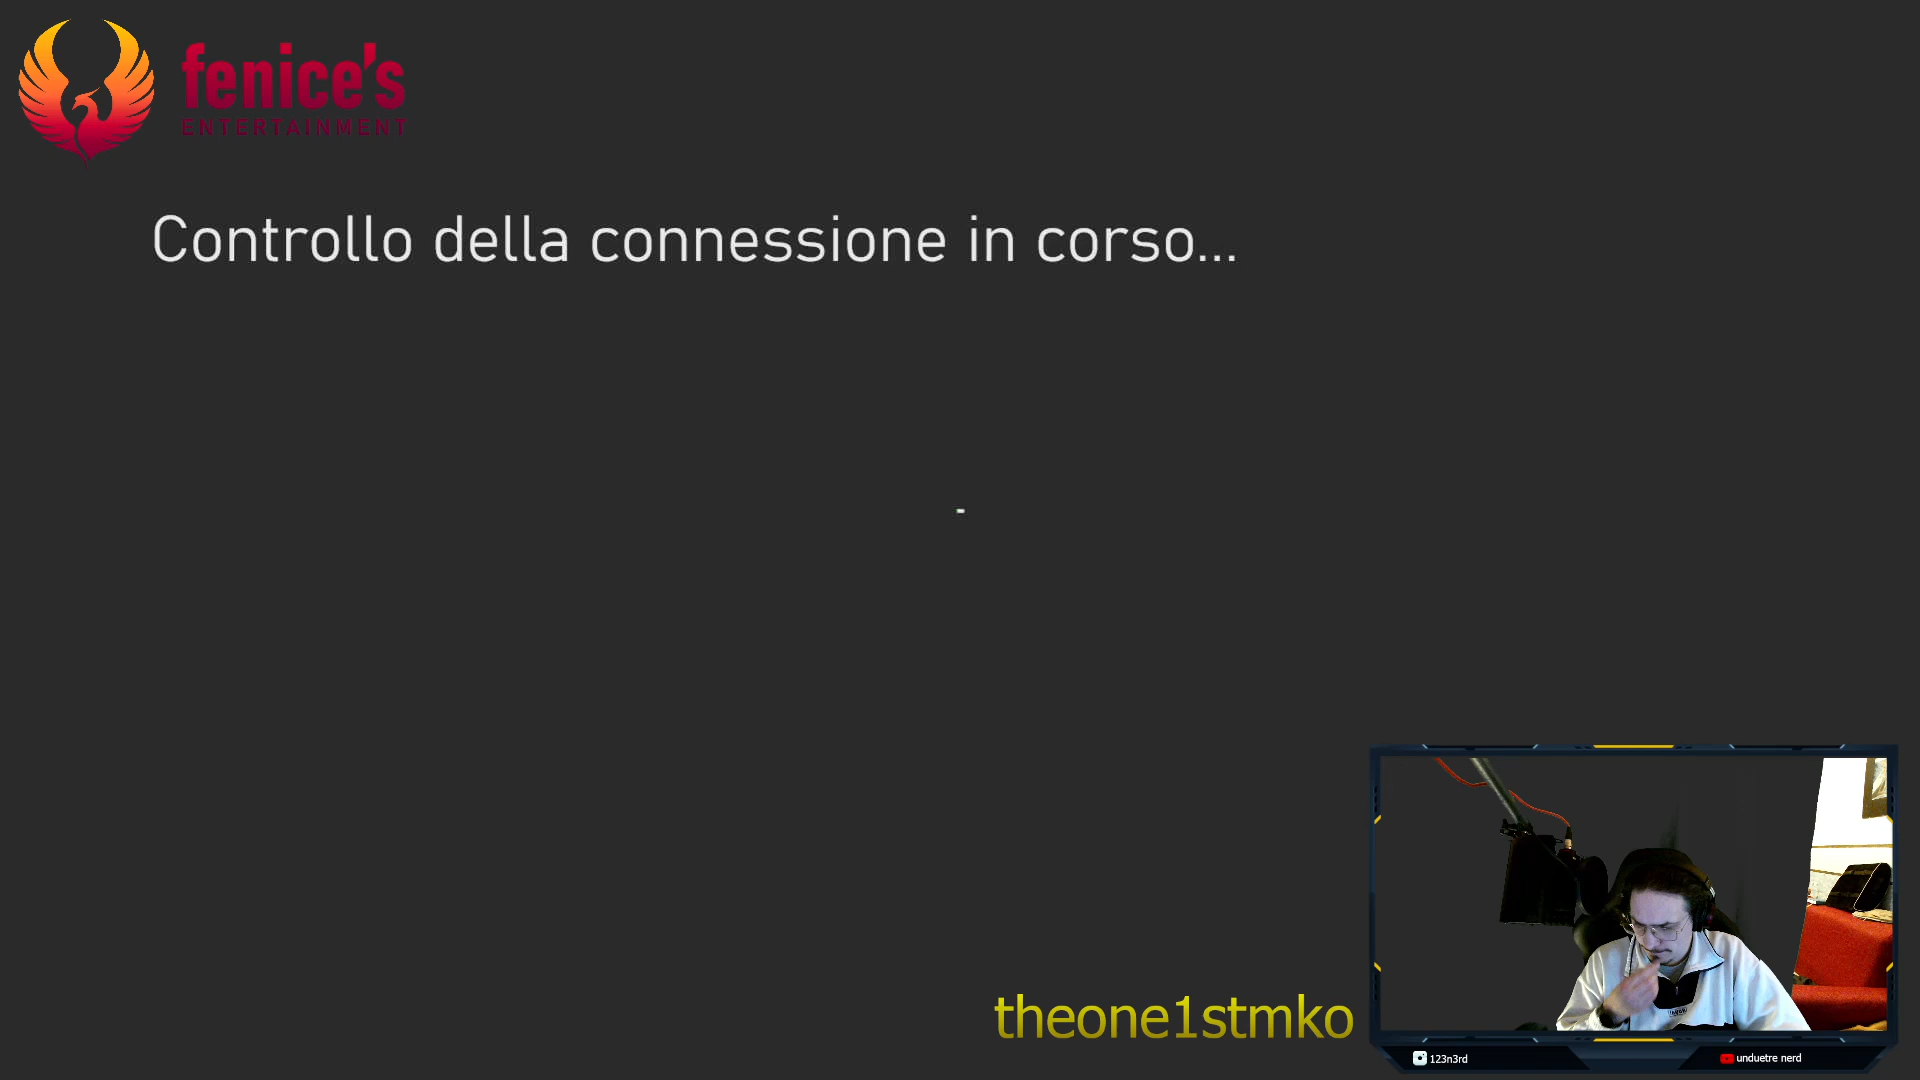 fenice's
ENTERTAINMENT
Controllo della connessione in corso...
theone1stmko
123n3rd
unduetre nerd